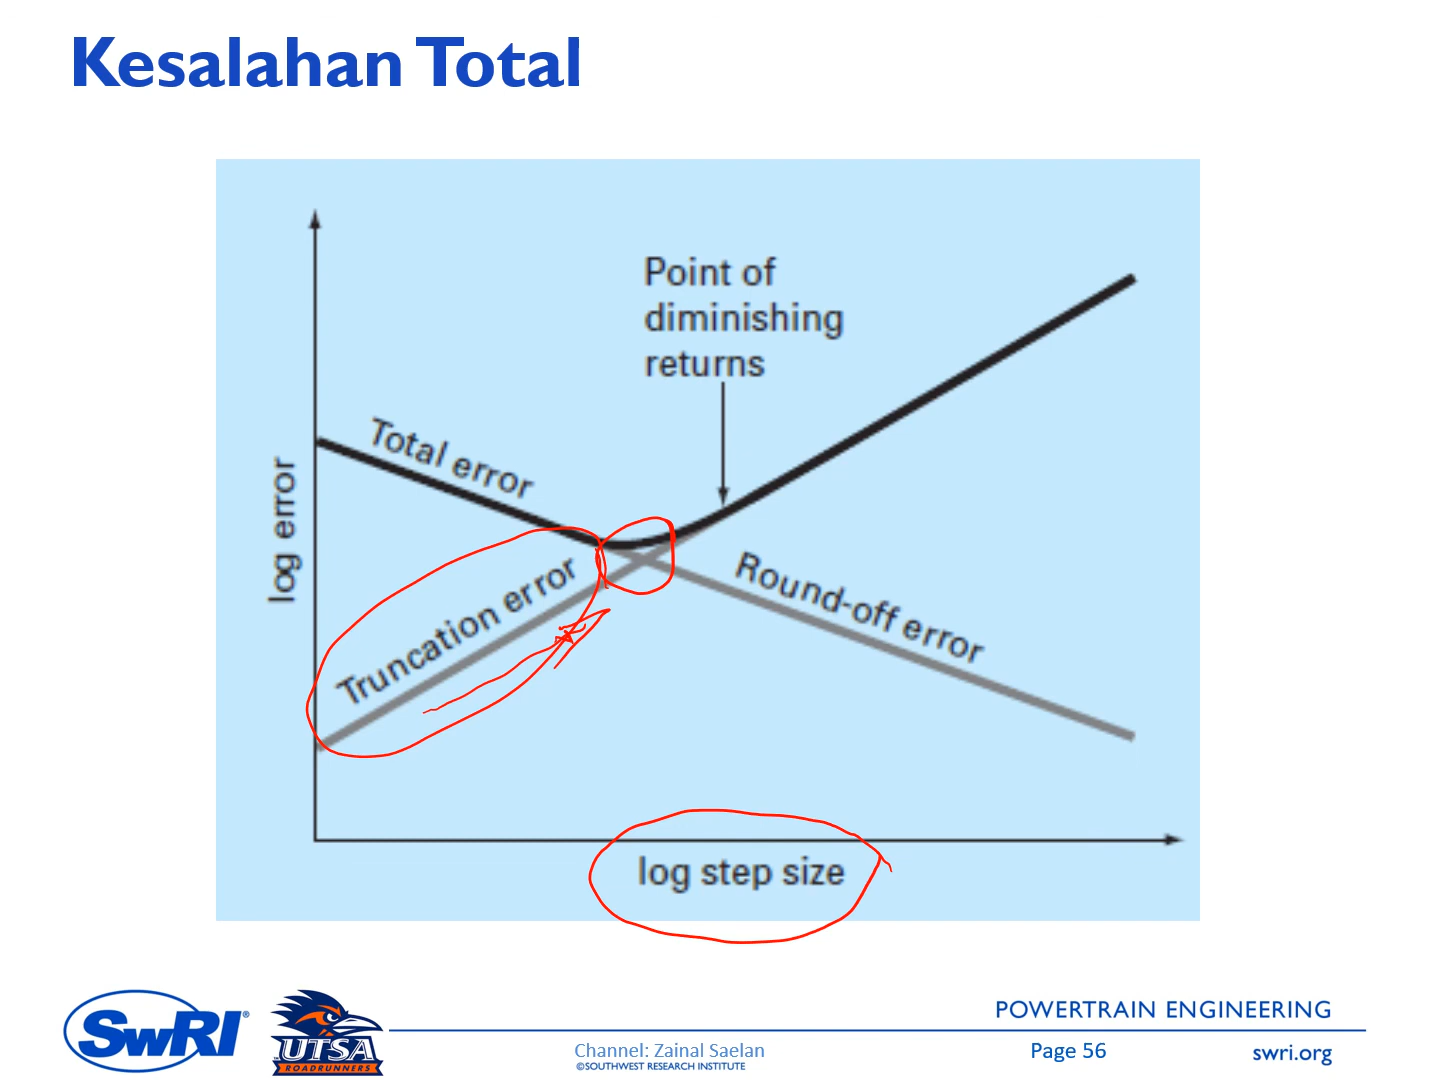 Kesalahan Total
Point of
diminishing
returns
Total error
log error
Truncation error
Round-off error
log step size
SwRI®
UTSA
ROADRUNNERS
Channel: Zainal Saelan
©SOUTHWEST RESEARCH INSTITUTE
POWERTRAIN ENGINEERING
Page 56
swri.org